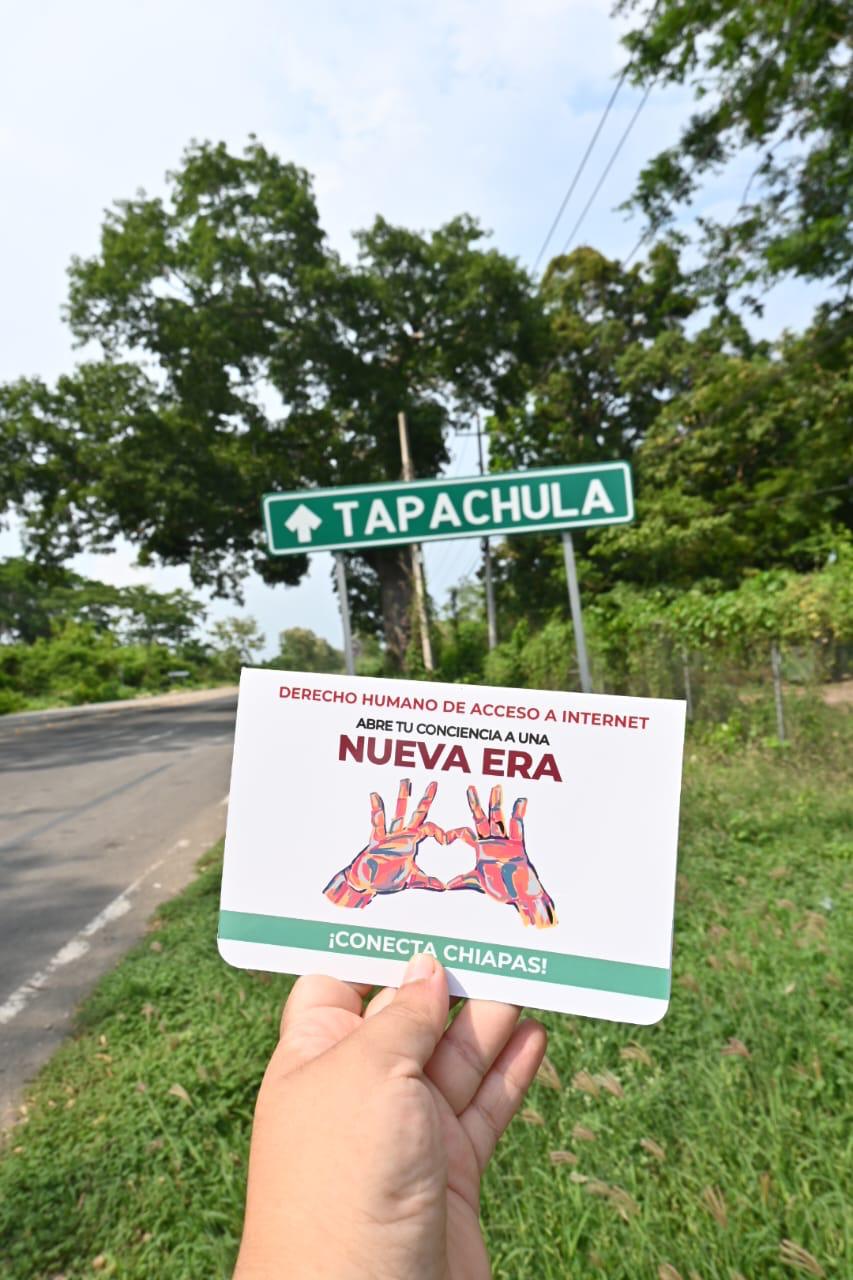 TAPACHULA
DERECHO HUMANO DE ACCESO A INTERNET
ABRE TU CONCIENCIA A UNA
NUEVA ERA
¡CONECTA CHIAPAS!